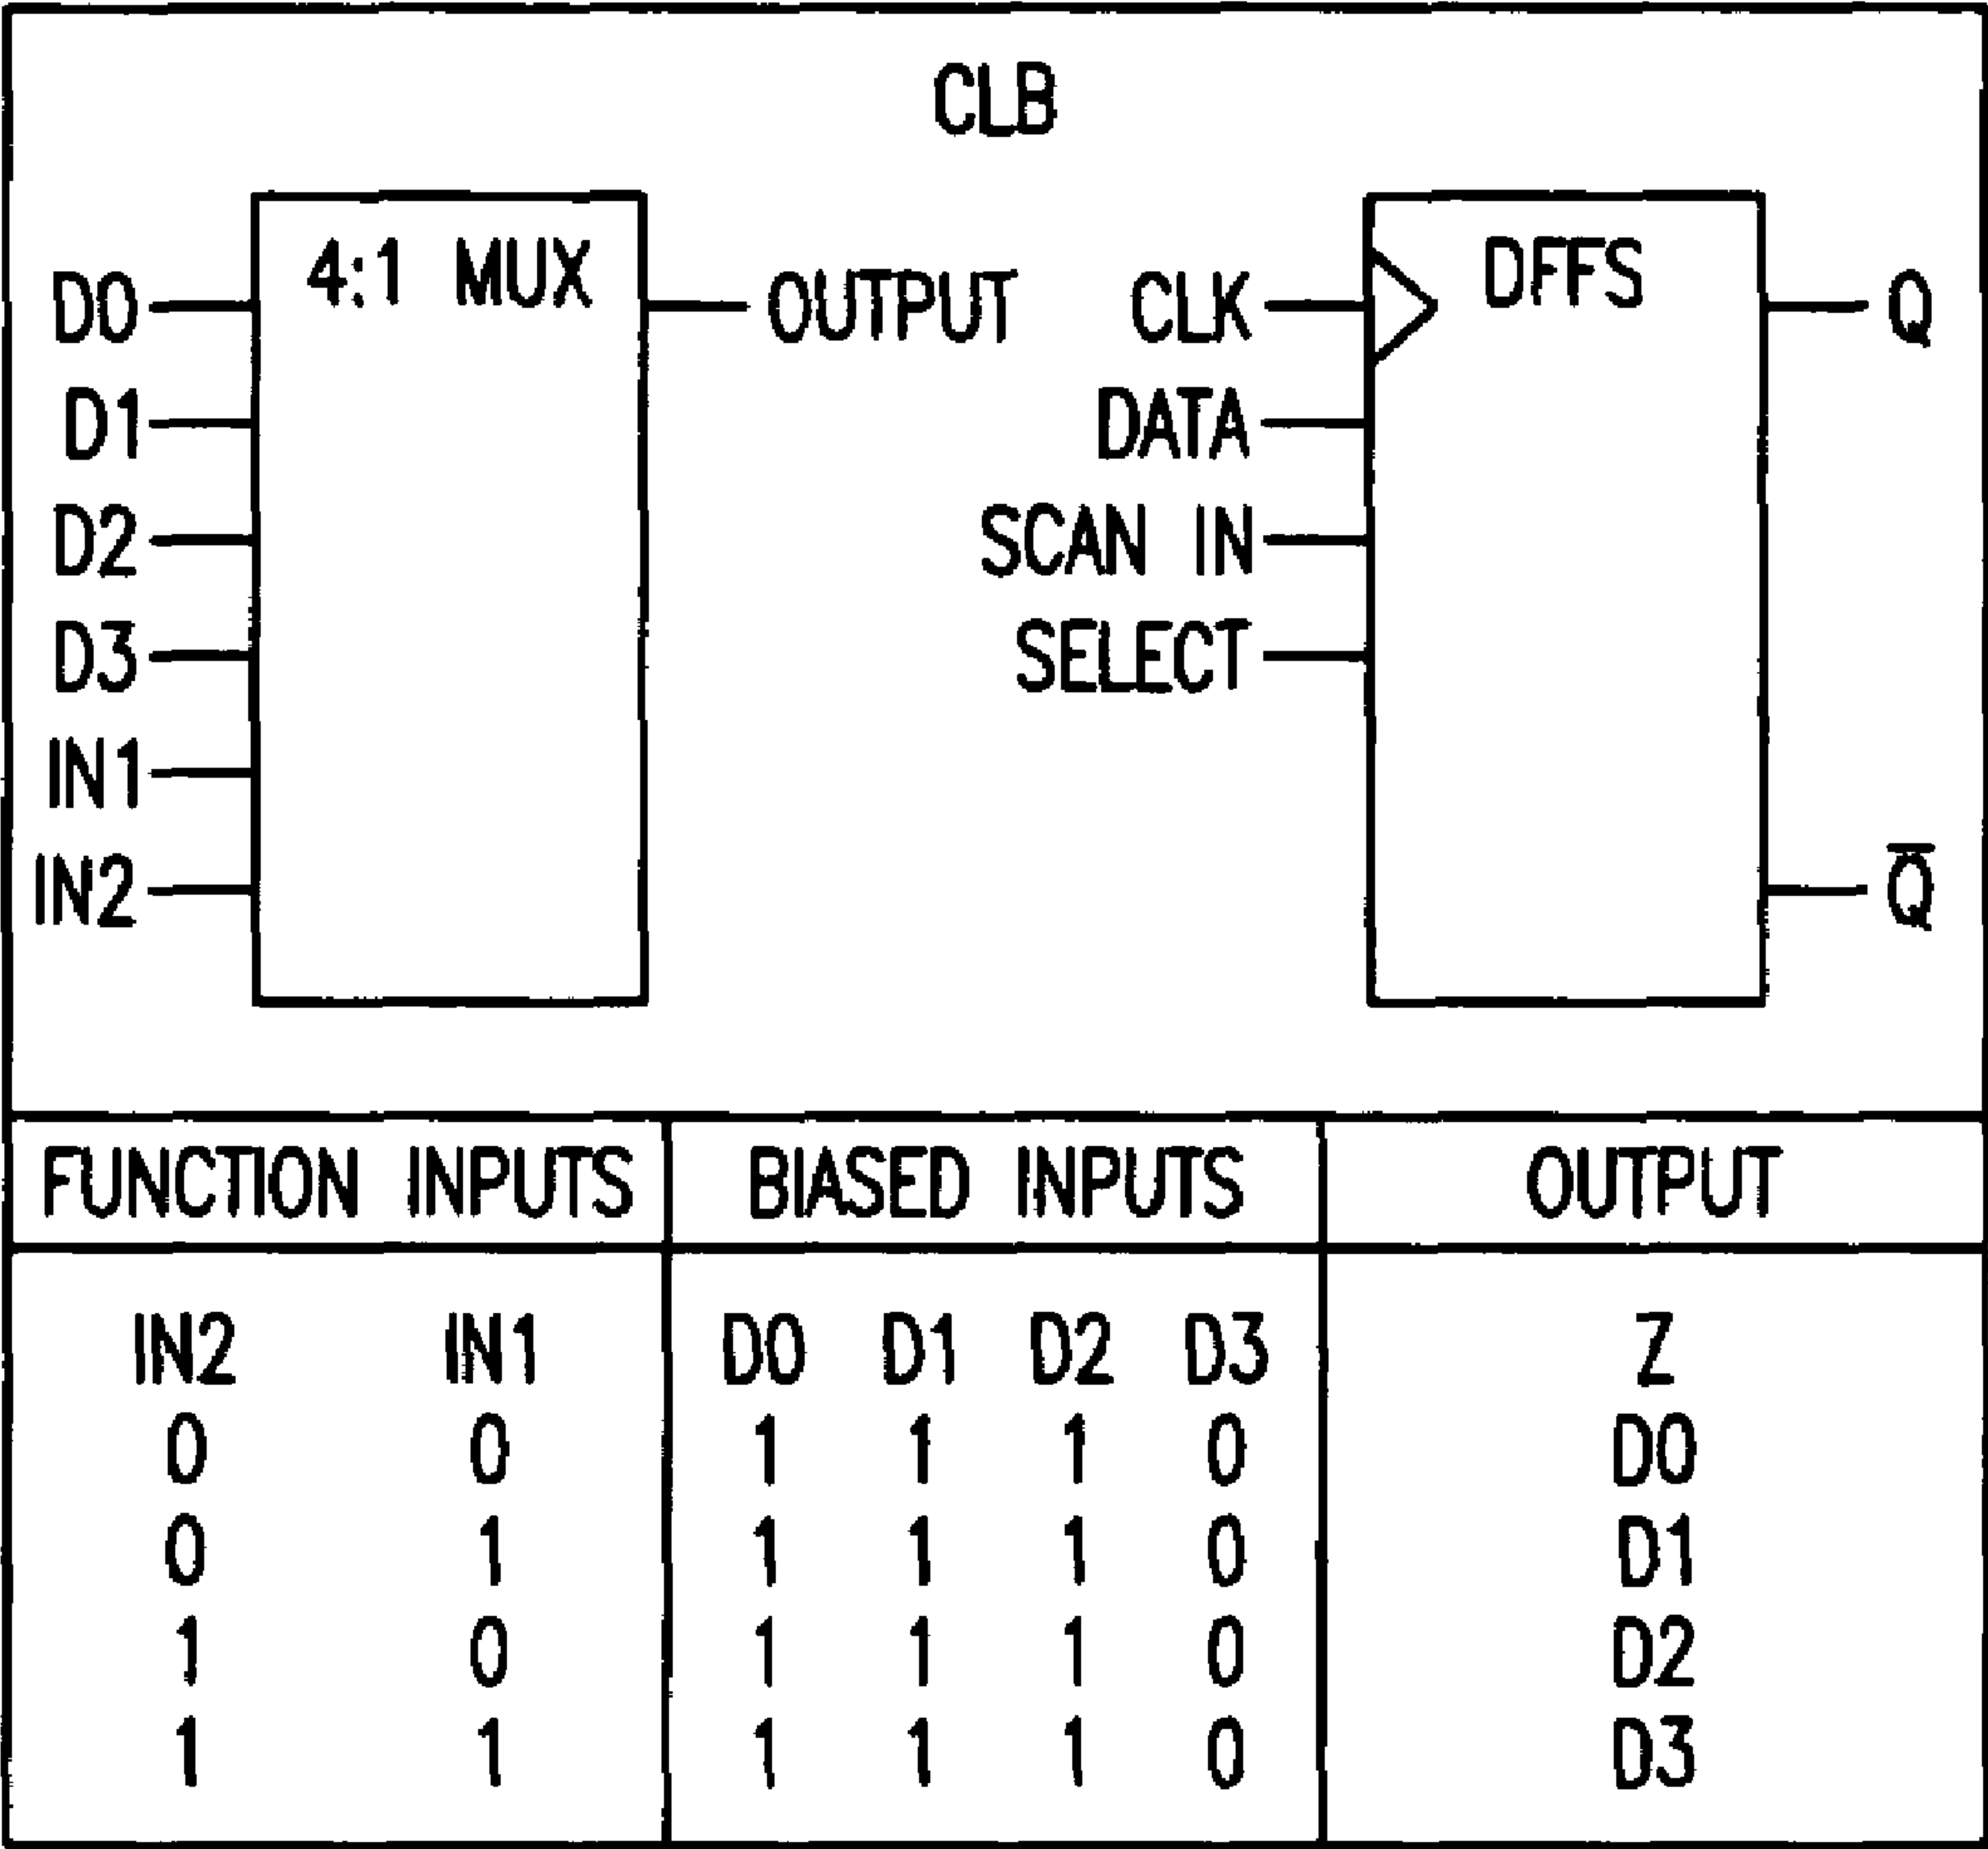 CLB
4:1 MUX
DFFS
D0
OUTPUT
CLK
Q
D1
DATA
D2
SCAN IN
D3
SELECT
IN1
IN2
Q̅
FUNCTION INPUTS BIASED INPUTS OUTPUT
IN2 IN1 D0 D1 D2 D3 Z
0 0 1 1 1 0 D0
0 1 1 1 1 0 D1
1 0 1 1 1 0 D2
1 1 1 1 1 0 D3